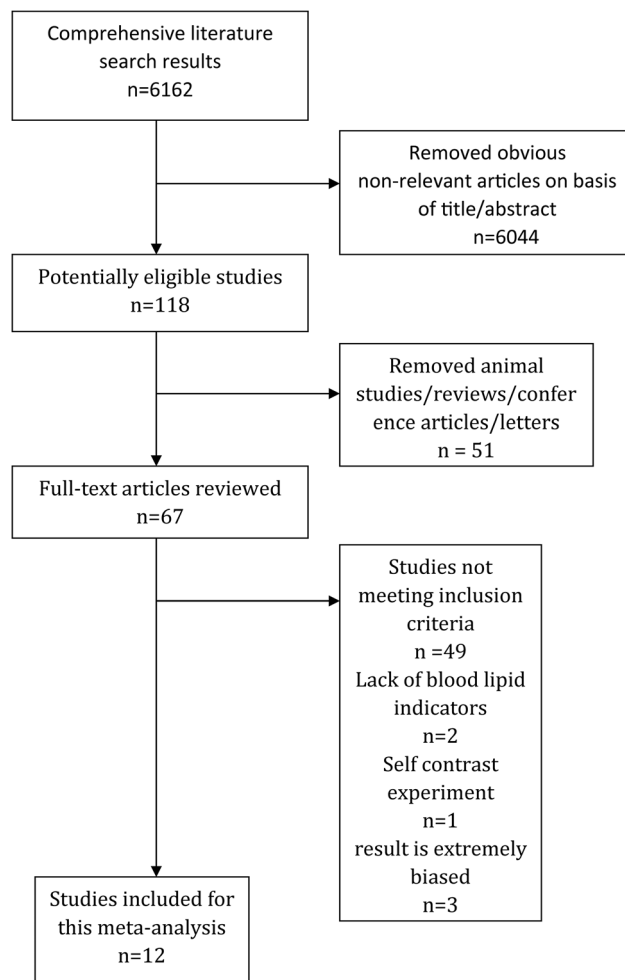 Comprehensive literature
search results
n=6162
Removed obvious
non-relevant articles on basis
of title/abstract
n=6044
Potentially eligible studies
n=118
Removed animal
studies/reviews/confer
ence articles/letters
n = 51
Full-text articles reviewed
n=67
Studies not
meeting inclusion
criteria
n =49
Lack of blood lipid
indicators
n=2
Self contrast
experiment
n=1
result is extremely
biased
n=3
Studies included for
this meta-analysis
n=12